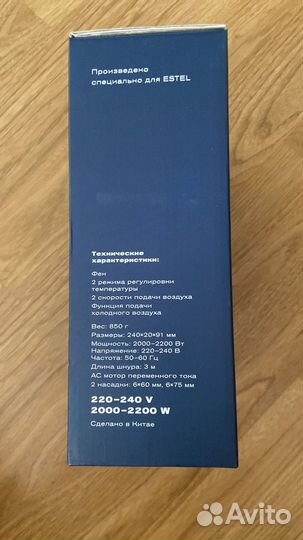 Произведено
специально для ESTEL
Технические
характеристики:
Фен
2 режима регулировки
температуры
2 скорости подачи воздуха
Функция подачи
холодного воздуха
Вес: 850 г
Размеры: 240*20*91 мм
Мощность: 2000–2200 Вт
Напряжение: 220–240 В
Частота: 50–60 Гц
Длина шнура: 3 м
AC мотор переменного тока
2 насадки: 6*60 мм, 6*75 мм
220–240 V
2000–2200 W
Сделано в Китае
Avito